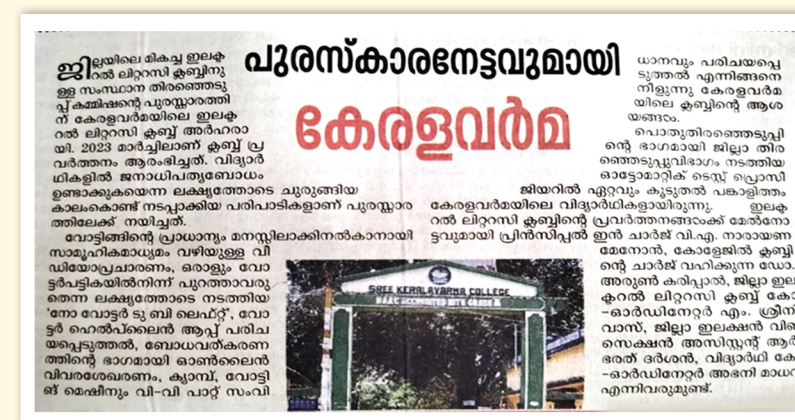 പുരസ്കാരനേട്ടവുമായി
കേരളവർമ
ജില്ലയിലെ മികച്ച ഇലക്ട
റൽ ലിറ്ററസി ക്ലബ്ബിനു
ള്ള സംസ്ഥാന തിരഞ്ഞെടു
പ്പ് കമ്മിഷന്റെ പുരസ്കാരത്തി
ന് കേരളവർമയിലെ ഇലക്ട
റൽ ലിറ്ററസി ക്ലബ്ബ് അർഹരാ
യി. 2023 മാർച്ചിലാണ് ക്ലബ്ബ് പ്ര
വർത്തനം ആരംഭിച്ചത്. വിദ്യാർ
ഥികളിൽ ജനാധിപത്യബോധം
ഉണ്ടാക്കുകയെന്ന ലക്ഷ്യത്തോടെ ചുരുങ്ങിയ
കാലംകൊണ്ട് നടപ്പാക്കിയ പരിപാടികളാണ് പുരസ്കാര
ത്തിലേക്ക് നയിച്ചത്.
വോട്ടിങ്ങിന്റെ പ്രാധാന്യം മനസ്സിലാക്കിനൽകാനായി
സാമൂഹികമാധ്യമം വഴിയുള്ള വീ
ഡിയോപ്രചാരണം, ഒരാളും വോ
ട്ടർപട്ടികയിൽനിന്ന് പുറത്താവരു
തെന്ന ലക്ഷ്യത്തോടെ നടത്തിയ
‘നോ വോട്ടർ ടു ബി ലെഫ്റ്റ്’, വോ
ട്ടർ ഹെൽപ്‌ലൈൻ ആപ്പ് പരിച
യപ്പെടുത്തൽ, ബോധവത്കരണ
ത്തിന്റെ ഭാഗമായി ഓൺലൈൻ
വിവരശേഖരണം, ക്യാമ്പ്, വോട്ടി
ങ് മെഷീനും വി-വി പാറ്റ് സംവി
ധാനവും പരിചയപ്പെ
ടുത്തൽ എന്നിങ്ങനെ
നീളുന്നു കേരളവർമ
യിലെ ക്ലബ്ബിന്റെ ആശ
യങ്ങൾ.
പൊതുതിരഞ്ഞെടുപ്പി
ന്റെ ഭാഗമായി ജില്ലാ തിര
ഞ്ഞെടുപ്പുവിഭാഗം നടത്തിയ
ഓട്ടോമാറ്റിക് ടെസ്റ്റ് പ്രൊസി
ജിയറിൽ ഏറ്റവും കൂടുതൽ പങ്കാളിത്തം
കേരളവർമയിലെ വിദ്യാർഥികളായിരുന്നു. ഇലക്ട
റൽ ലിറ്ററസി ക്ലബ്ബിന്റെ പ്രവർത്തനങ്ങൾക്ക് മേൽനോ
ട്ടവുമായി പ്രിൻസിപ്പൽ ഇൻ ചാർജ് വി.എ. നാരായണ
മേനോൻ, കോളേജിൽ ക്ലബ്ബി
ന്റെ ചാർജ് വഹിക്കുന്ന ഡോ.
അരുൺ കരിപ്പാൽ, ജില്ലാ ഇല
ക്ടറൽ ലിറ്ററസി ക്ലബ്ബ് കോ
-ഓർഡിനേറ്റർ എം. ശ്രീനി
വാസ്, ജില്ലാ ഇലക്ഷൻ വിഭ
സെക്ഷൻ അസിസ്റ്റന്റ് ആർ
ഭരത് ദർശൻ, വിദ്യാർഥി കോ
-ഓർഡിനേറ്റർ അഭനി മാധ
എന്നിവരുമുണ്ട്.
SREE KERALAVARMA COLLEGE
NAAC ACCREDITED WITH GRADE A